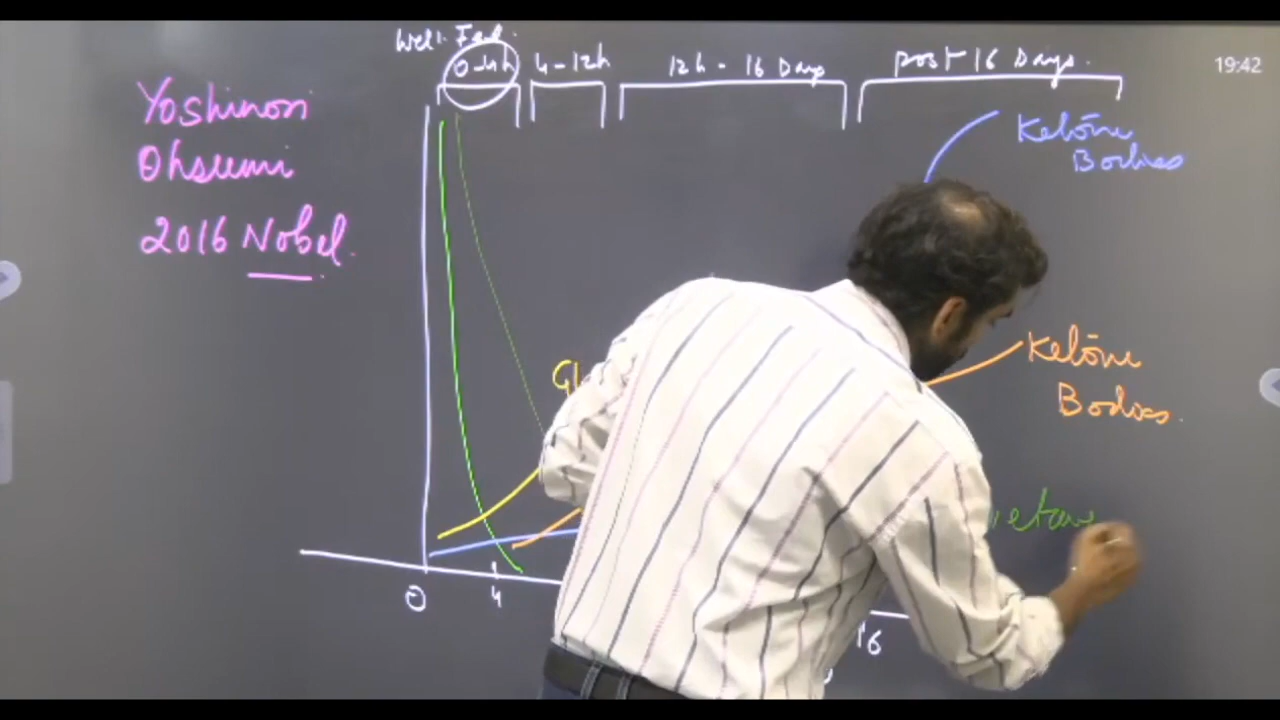 Well Fed.
0-4h
4-12h
12h - 16 Days
post 16 Days.
19:42
Yoshinori
Ohsumi
2016 Nobel.
Ketone
Bodies
Ketone
Bodies.
0
4
16